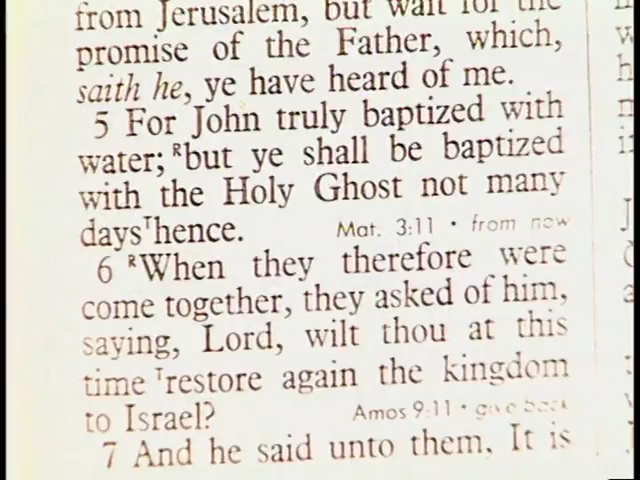 from Jerusalem, but wait for the
promise of the Father, which,
saith he, ye have heard of me.
5 For John truly baptized with
water; ᴿbut ye shall be baptized
with the Holy Ghost not many
daysᵀhence. Mat. 3:11 · from now
6 ᴿWhen they therefore were
come together, they asked of him,
saying, Lord, wilt thou at this
time ᵀrestore again the kingdom
to Israel? Amos 9:11 · give back
7 And he said unto them, It is